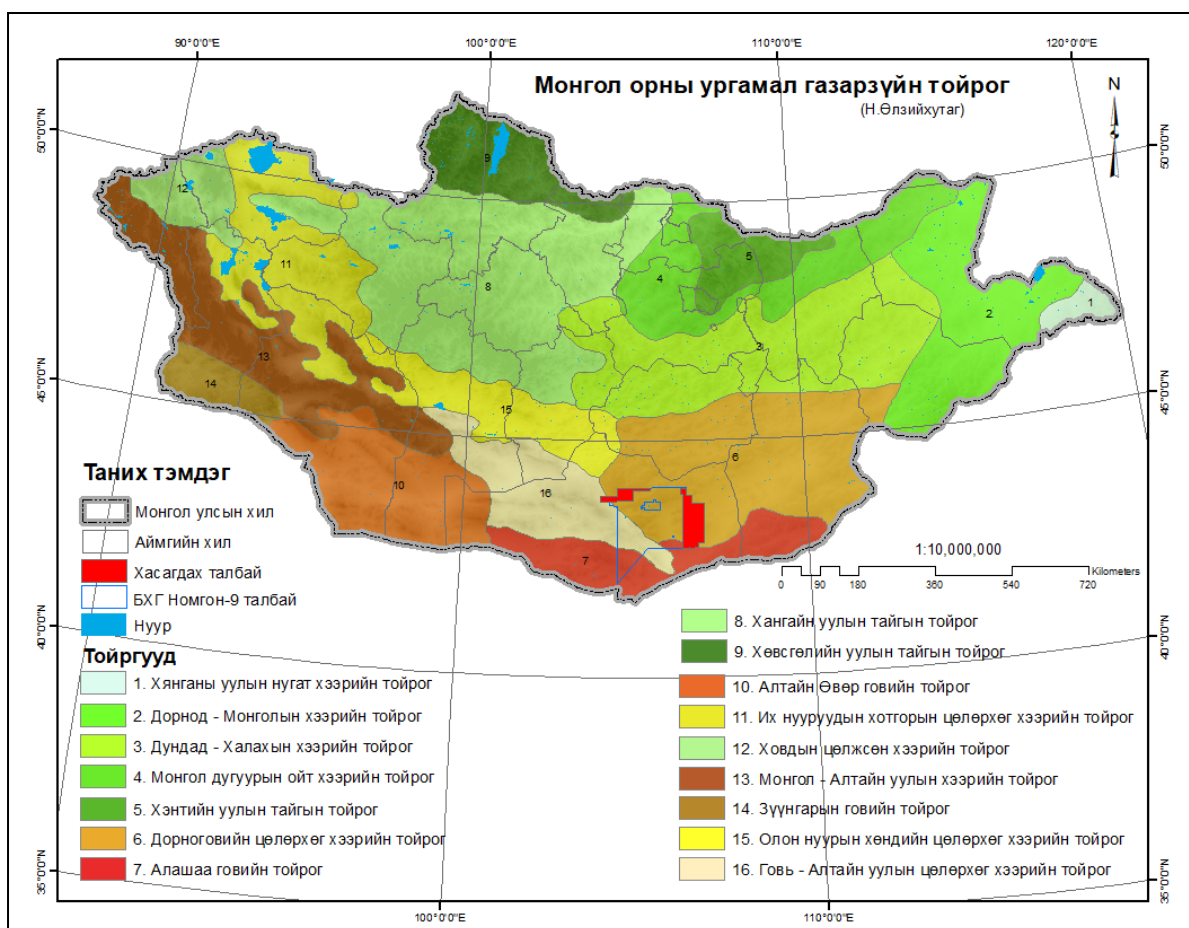 90°0'0"E 100°0'0"E 110°0'0"E 120°0'0"E
Монгол орны ургамал газарзүйн тойрог
(Н.Өлзийхутаг)
N
50°0'0"N
50°0'0"N
45°0'0"N
45°0'0"N
40°0'0"N
40°0'0"N
35°0'0"N
35°0'0"N
9
12
11
4
5
8
2
1
3
13
14
15
6
10
16
7
Таних тэмдэг
Монгол улсын хил
Аймгийн хил
Хасагдах талбай
БХГ Номгон-9 талбай
Нуур
1:10,000,000
Kilometers
0 90 180 360 540 720
Тойргууд
1. Хянганы уулын нугат хээрийн тойрог
2. Дорнод - Монголын хээрийн тойрог
3. Дундад - Халахын хээрийн тойрог
4. Монгол дугуурын ойт хээрийн тойрог
5. Хэнтийн уулын тайгын тойрог
6. Дорноговийн цөлөрхөг хээрийн тойрог
7. Алашаа говийн тойрог
8. Хангайн уулын тайгын тойрог
9. Хөвсгөлийн уулын тайгын тойрог
10. Алтайн Өвөр говийн тойрог
11. Их нууруудын хотгорын цөлөрхөг хээрийн тойрог
12. Ховдын цөлжсөн хээрийн тойрог
13. Монгол - Алтайн уулын хээрийн тойрог
14. Зүүнгарын говийн тойрог
15. Олон нуурын хөндийн цөлөрхөг хээрийн тойрог
16. Говь - Алтайн уулын цөлөрхөг хээрийн тойрог
100°0'0"E 110°0'0"E